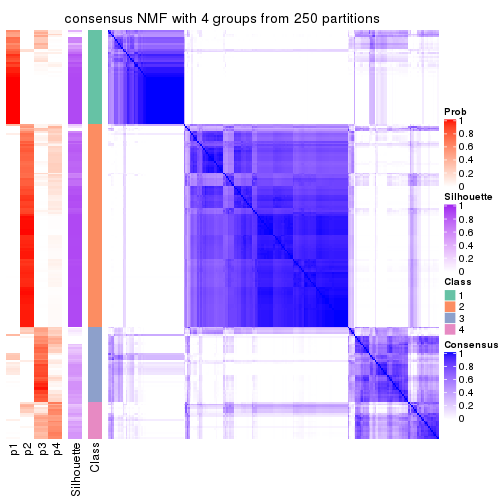 consensus NMF with 4 groups from 250 partitions
Prob
1
0.8
0.6
0.4
0.2
0
Silhouette
1
0.8
0.6
0.4
0.2
0
Class
1
2
3
4
Consensus
1
0.8
0.6
0.4
0.2
0
p1
p2
p3
p4
Silhouette
Class